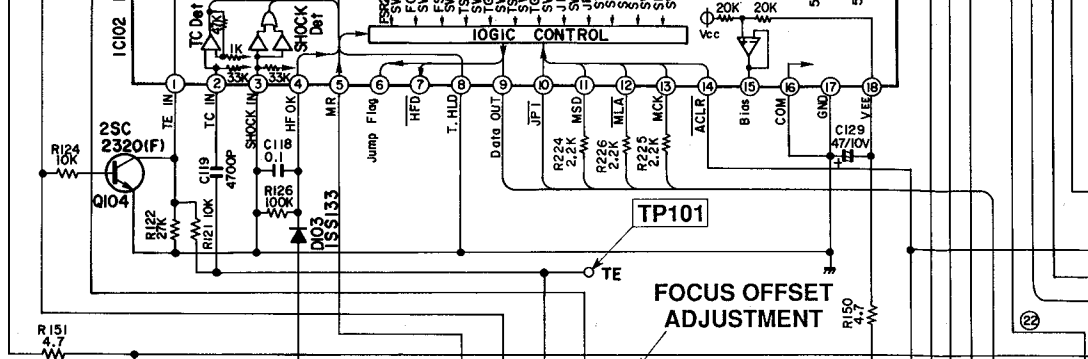 IC102
TC Det
47K
1K
33K
33K
SHOCK
Det
LOGIC CONTROL
Vcc
20K
20K
1
2
3
4
5
6
7
8
9
10
11
12
13
14
15
16
17
18
TE IN
TC IN
SHOCK IN
HF OK
MR
Jump Flag
HFD
T. HLD
Data OUT
JP1
MSD
MLA
MCK
ACLR
Bias
COM
GND
VEE
2SC
2320(F)
R124
10K
Q104
C119
4700P
C118
0.1
R126
100K
D103
1SS133
R122
27K
R121 10K
R224
2.2K
R226
2.2K
R225
2.2K
C129
47/10V
+
TP101
TE
FOCUS OFFSET
ADJUSTMENT
R150
4.7
22
R151
4.7